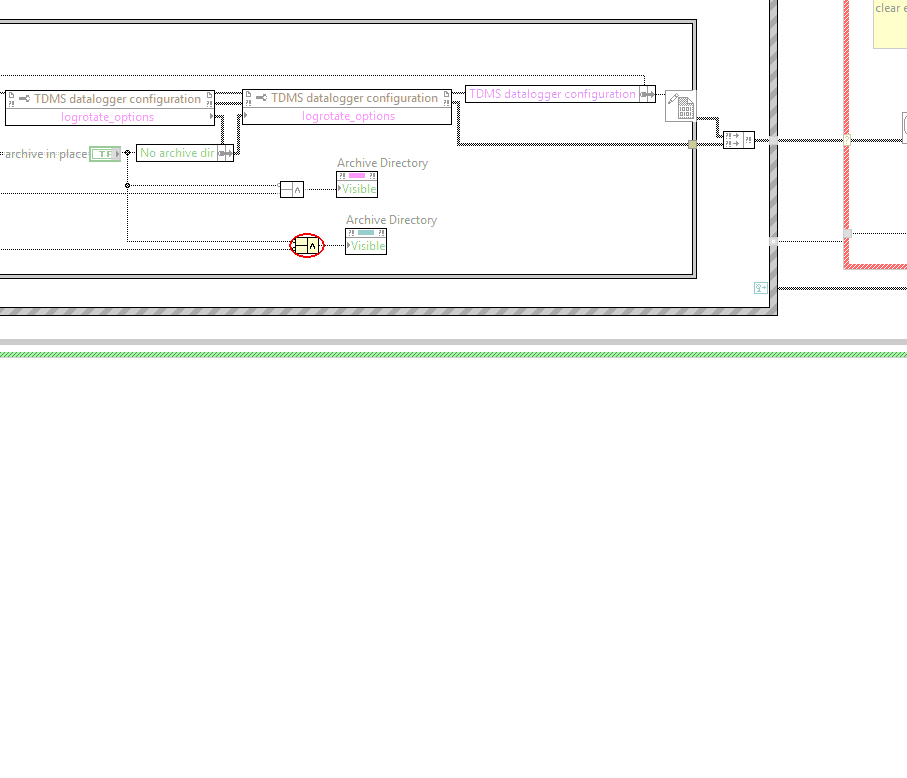 clear e
TDMS datalogger configuration
logrotate_options
TDMS datalogger configuration
logrotate_options
TDMS datalogger configuration
archive in place
TF
No archive dir
Archive Directory
Visible
Archive Directory
Visible